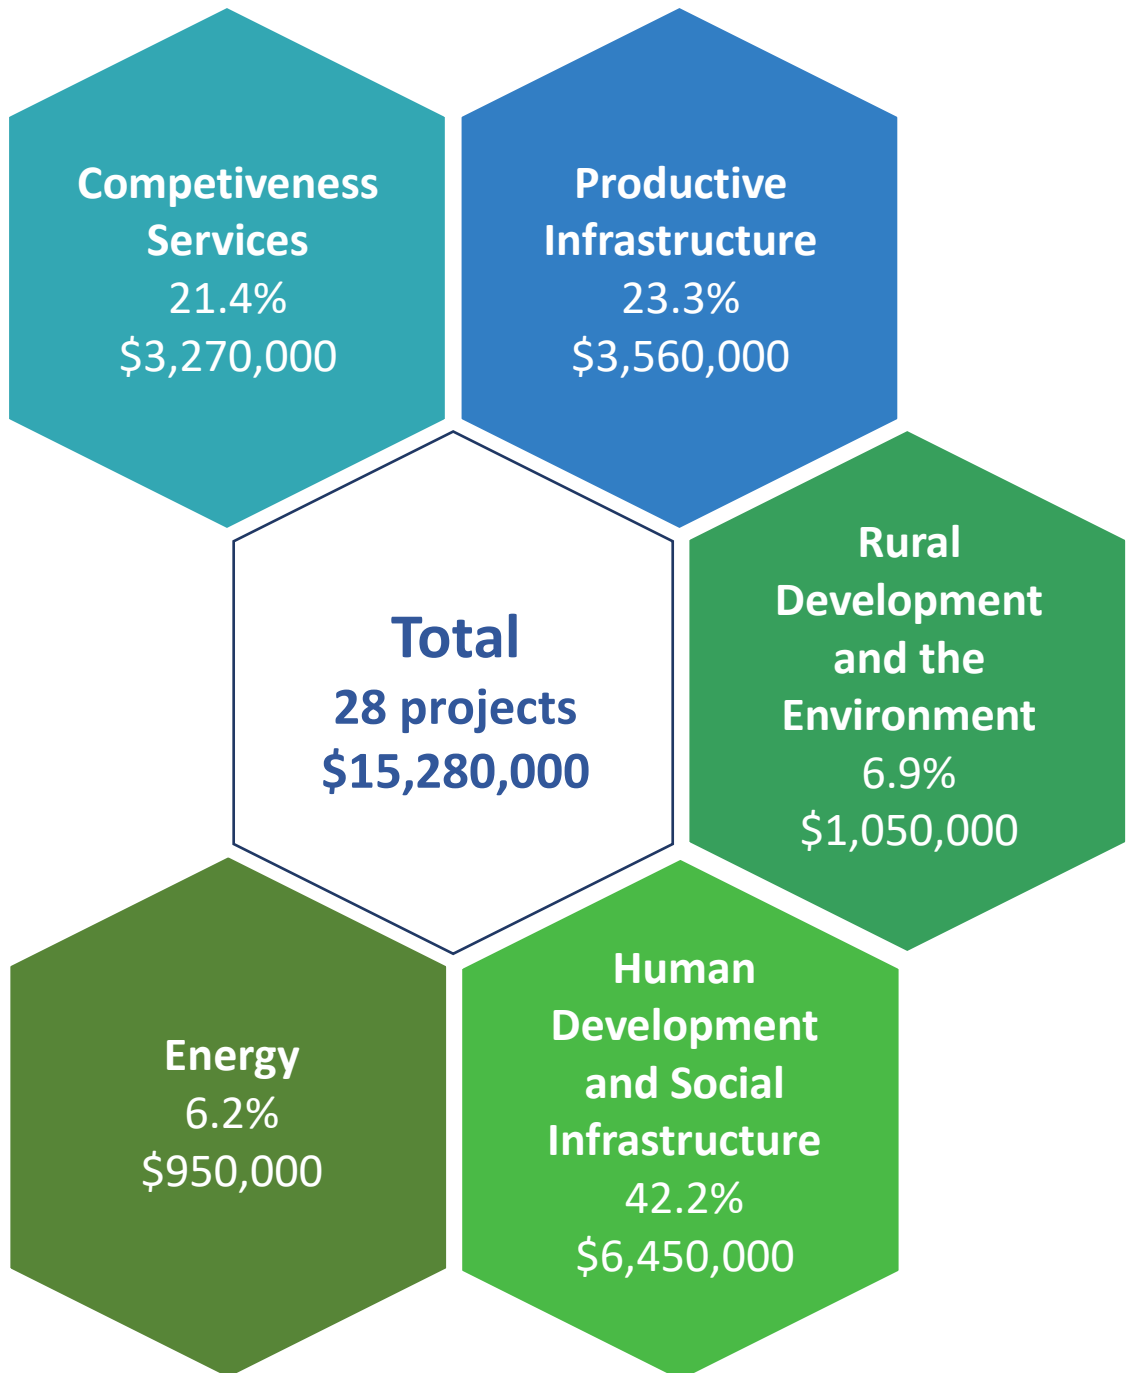 Competiveness
Services
21.4%
$3,270,000
Productive
Infrastructure
23.3%
$3,560,000
Total
28 projects
$15,280,000
Rural
Development
and the
Environment
6.9%
$1,050,000
Energy
6.2%
$950,000
Human
Development
and Social
Infrastructure
42.2%
$6,450,000